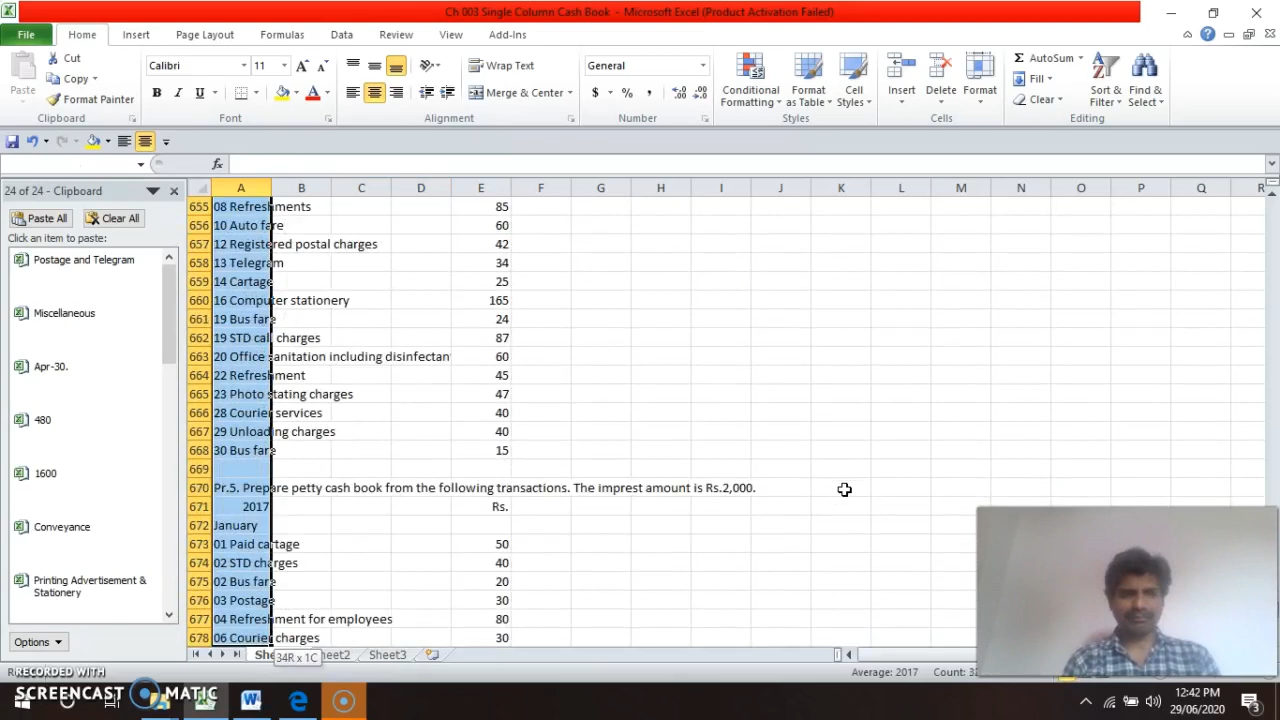 Ch 003 Single Column Cash Book - Microsoft Excel (Product Activation Failed)
File Home Insert Page Layout Formulas Data Review View Add-Ins
Cut
Copy
Format Painter
Paste
Clipboard
Calibri 11
B I U
Font
Wrap Text
Merge & Center
Alignment
General
$ % ,
Number
Conditional Formatting
Format as Table
Cell Styles
Styles
Insert Delete Format
Cells
AutoSum
Fill
Clear
Sort & Filter
Find & Select
Editing
fx
24 of 24 - Clipboard
Paste All Clear All
Click an item to paste:
Postage and Telegram
Miscellaneous
Apr-30.
480
1600
Conveyance
Printing Advertisement & Stationery
Options
A B C D E F G H I J K L M N O P Q R
655 08 Refreshments 85
656 10 Auto fare 60
657 12 Registered postal charges 42
658 13 Telegram 34
659 14 Cartage 25
660 16 Computer stationery 165
661 19 Bus fare 24
662 19 STD call charges 87
663 20 Office sanitation including disinfectan 60
664 22 Refreshment 45
665 23 Photo stating charges 47
666 28 Courier services 40
667 29 Unloading charges 40
668 30 Bus fare 15
669
670 Pr.5. Prepare petty cash book from the following transactions. The imprest amount is Rs.2,000.
671 2017 Rs.
672 January
673 01 Paid cartage 50
674 02 STD charges 40
675 02 Bus fare 20
676 03 Postage 30
677 04 Refreshment for employees 80
678 06 Courier charges 30
34R x 1C
Sheet3
Average: 2017
RECORDED WITH
SCREENCAST MATIC
12:42 PM
29/06/2020
3